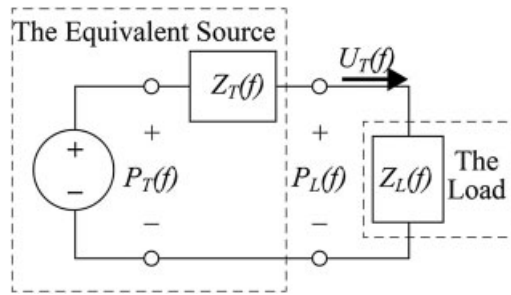 The Equivalent Source
Z_T(f)
U_T(f)
+
+
+
−
P_T(f)
P_L(f)
Z_L(f)
The
Load
−
−